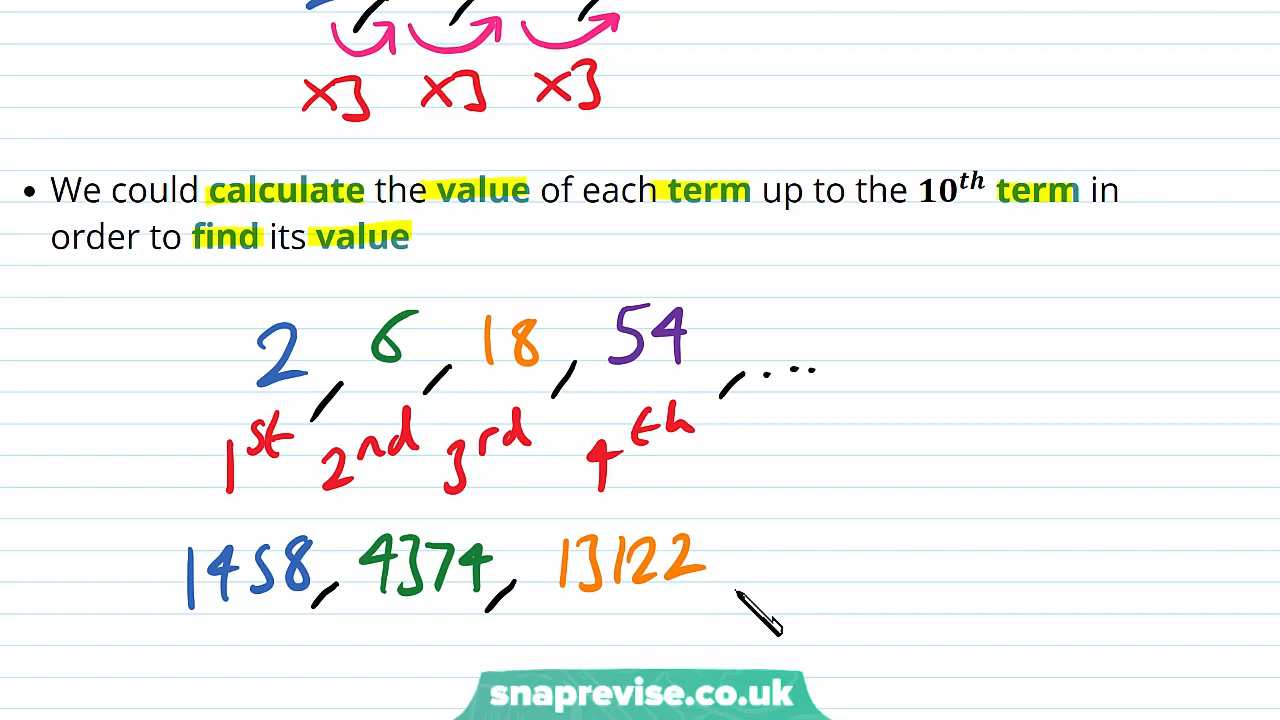 ×3 ×3 ×3
• We could calculate the value of each term up to the 10th term in
order to find its value
2, 6, 18, 54, ....
1st 2nd 3rd 4th
1458, 4374, 13122
snaprevise.co.uk